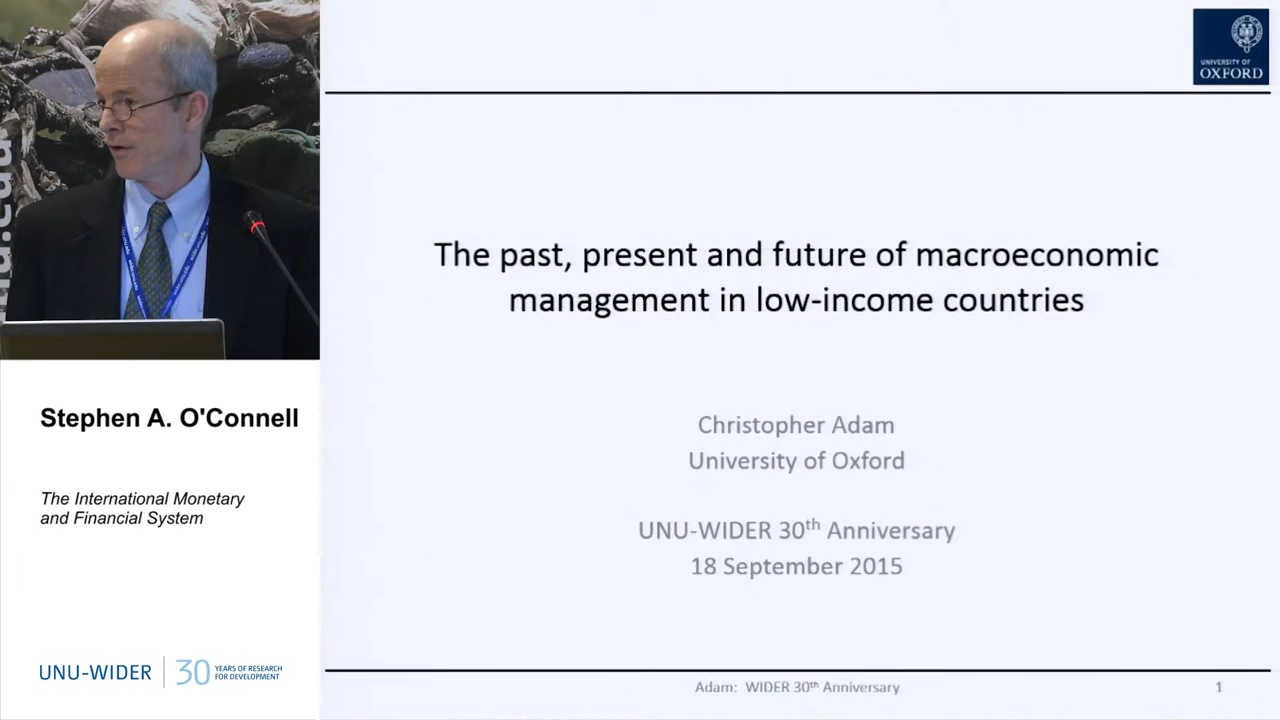 UNIVERSITY OF
OXFORD
The past, present and future of macroeconomic
management in low-income countries
Christopher Adam
University of Oxford
UNU-WIDER 30th Anniversary
18 September 2015
Adam: WIDER 30th Anniversary
1
Stephen A. O'Connell
The International Monetary
and Financial System
UNU-WIDER
30 YEARS OF RESEARCH
FOR DEVELOPMENT